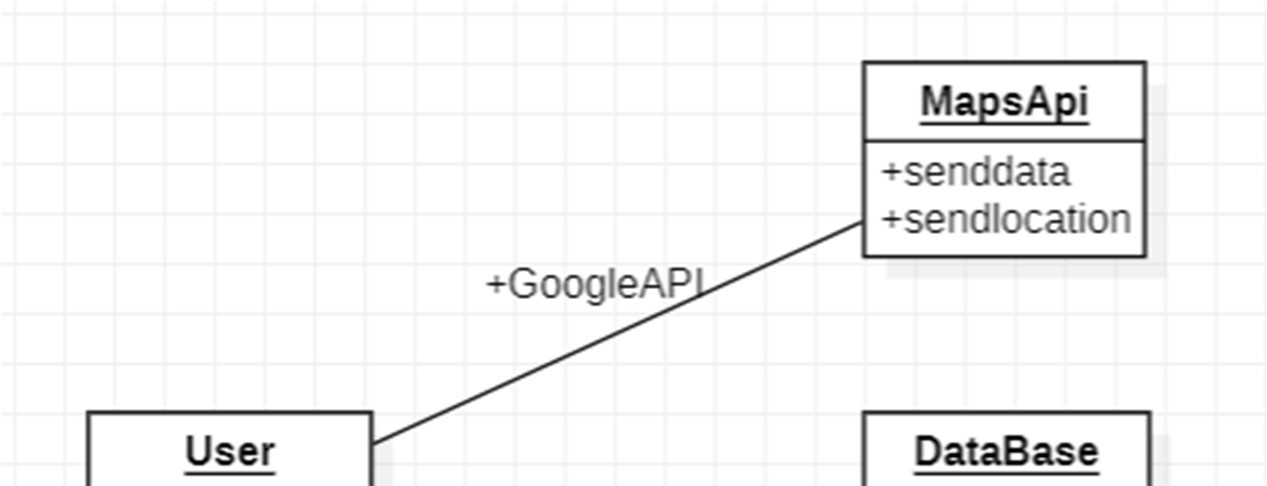 MapsApi
+senddata
+sendlocation
+GoogleAPI
User
DataBase